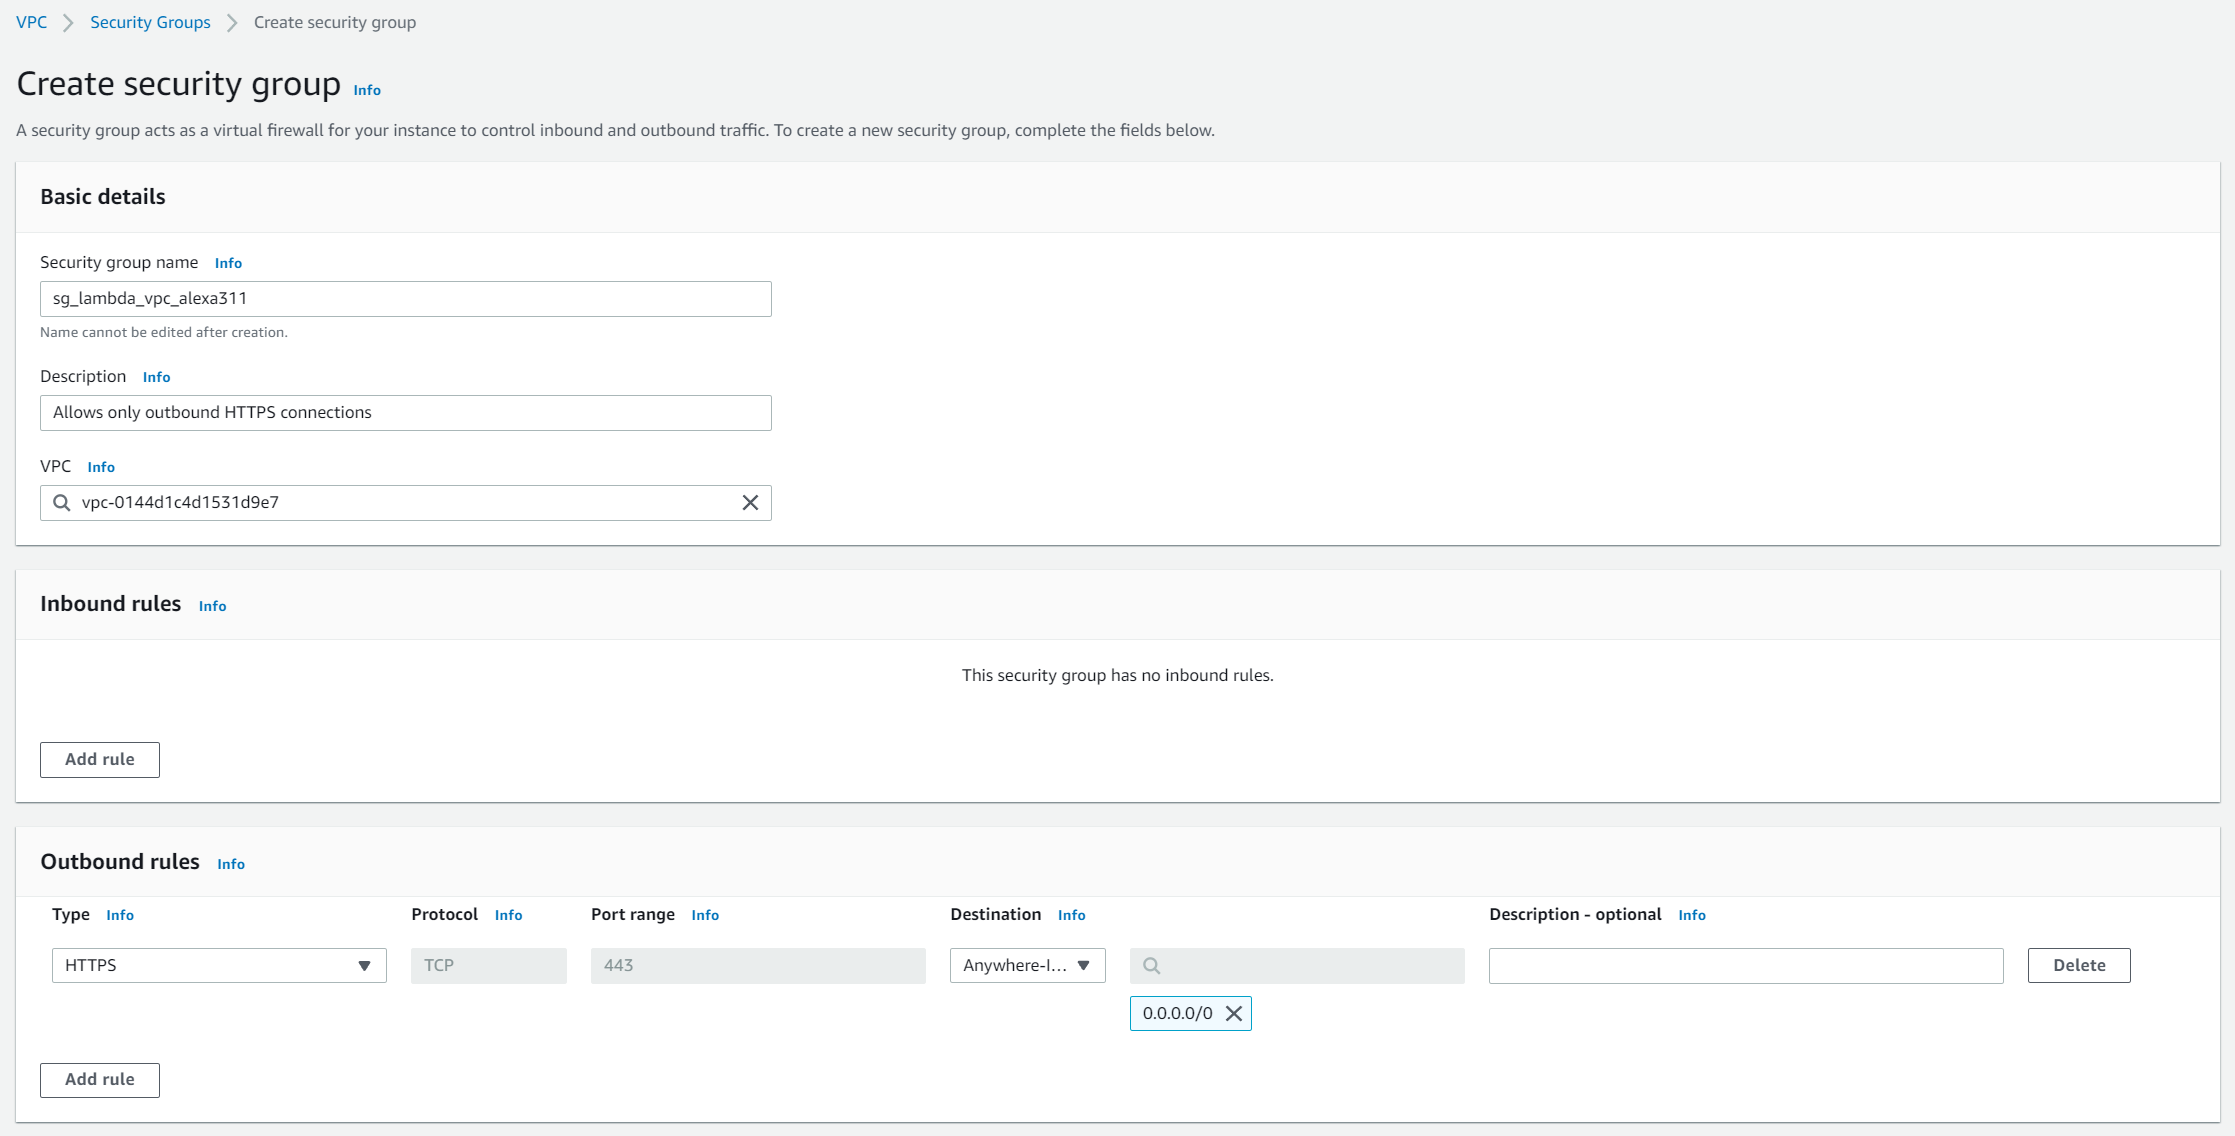 VPC > Security Groups > Create security group
Create security group Info
A security group acts as a virtual firewall for your instance to control inbound and outbound traffic. To create a new security group, complete the fields below.
Basic details
Security group name Info
sg_lambda_vpc_alexa311
Name cannot be edited after creation.
Description Info
Allows only outbound HTTPS connections
VPC Info
vpc-0144d1c4d1531d9e7
Inbound rules Info
This security group has no inbound rules.
Add rule
Outbound rules Info
Type Info Protocol Info Port range Info Destination Info Description - optional Info
HTTPS TCP 443 Anywhere-I... Delete
0.0.0.0/0
Add rule